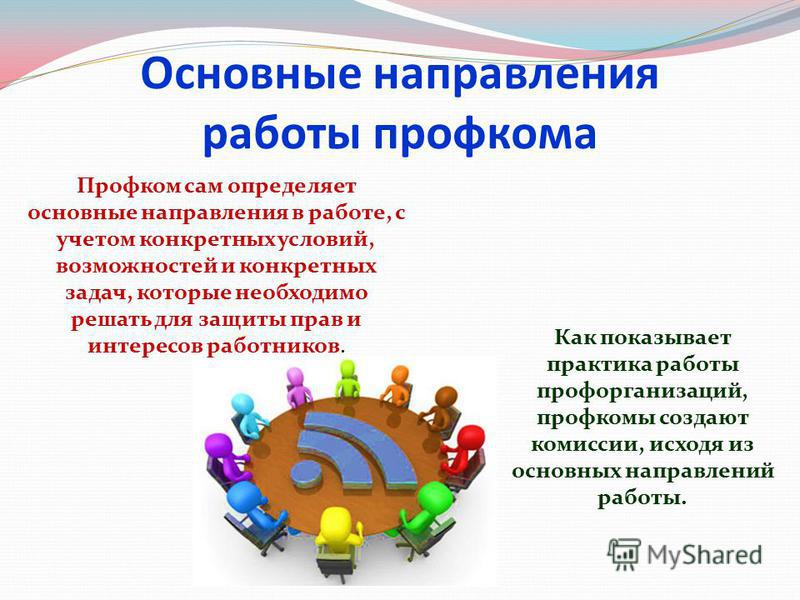 Основные направления
работы профкома
Профком сам определяет
основные направления в работе, с
учетом конкретных условий,
возможностей и конкретных
задач, которые необходимо
решать для защиты прав и
интересов работников.
Как показывает
практика работы
профорганизаций,
профкомы создают
комиссии, исходя из
основных направлений
работы.
MyShared